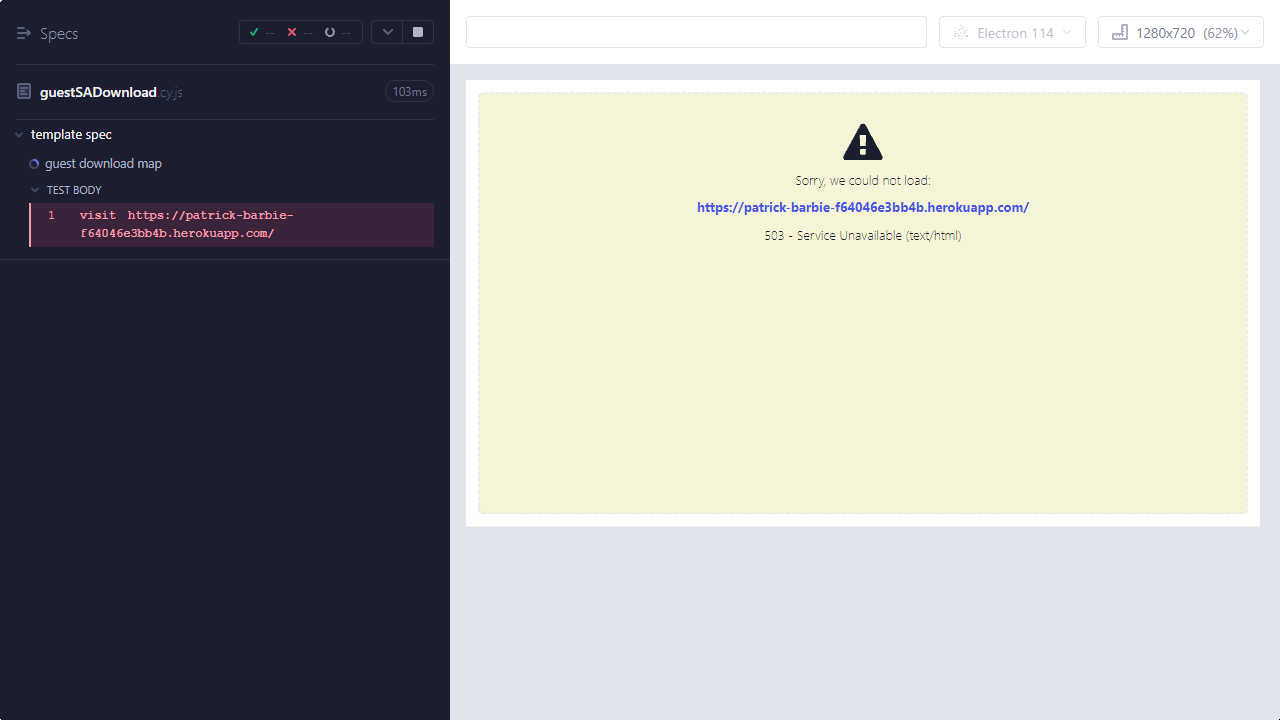 Specs
-- -- --
guestSADownload.cy.js 103ms
template spec
guest download map
TEST BODY
1 visit https://patrick-barbie-
f64046e3bb4b.herokuapp.com/
Electron 114
1280x720 (62%)
Sorry, we could not load:
https://patrick-barbie-f64046e3bb4b.herokuapp.com/
503 - Service Unavailable (text/html)